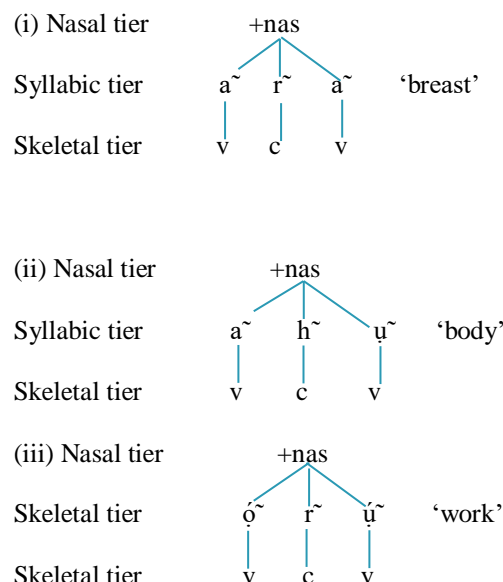 (i) Nasal tier +nas
Syllabic tier a˜ r˜ a˜ ‘breast’
Skeletal tier v c v
(ii) Nasal tier +nas
Syllabic tier a˜ h˜ ụ˜ ‘body’
Skeletal tier v c v
(iii) Nasal tier +nas
Skeletal tier ọ́˜ r˜ ụ́˜ ‘work’
Skeletal tier v c v